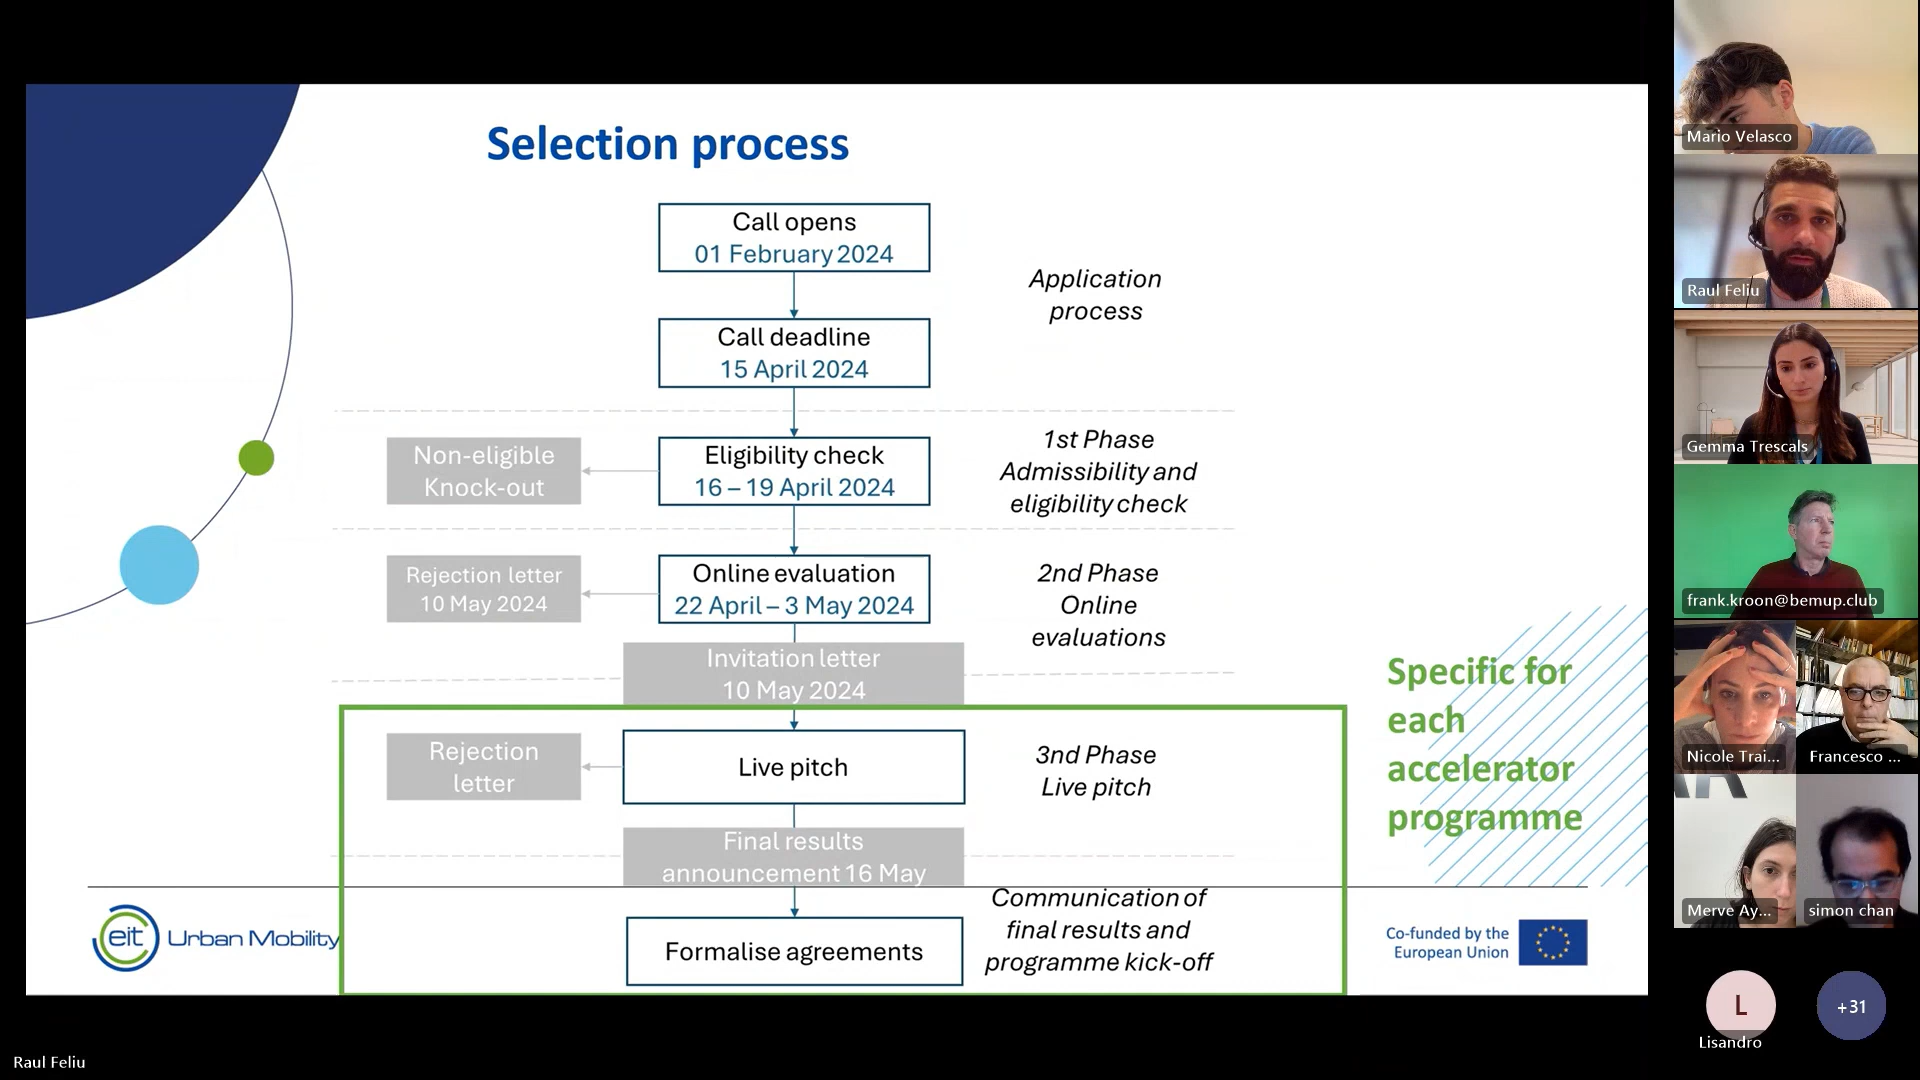 Selection process
Call opens
01 February 2024
Application
process
Call deadline
15 April 2024
Non-eligible
Knock-out
Eligibility check
16 – 19 April 2024
1st Phase
Admissibility and
eligibility check
Rejection letter
10 May 2024
Online evaluation
22 April – 3 May 2024
2nd Phase
Online
evaluations
Invitation letter
10 May 2024
Specific for
each
accelerator
programme
Rejection
letter
Live pitch
3nd Phase
Live pitch
Final results
announcement 16 May
Communication of
final results and
programme kick-off
Formalise agreements
eit Urban Mobility
Co-funded by the
European Union
Mario Velasco
Raul Feliu
Gemma Trescals
frank.kroon@bemup.club
Nicole Trai...
Francesco ...
Merve Ay...
simon chan
L
+31
Lisandro
Raul Feliu